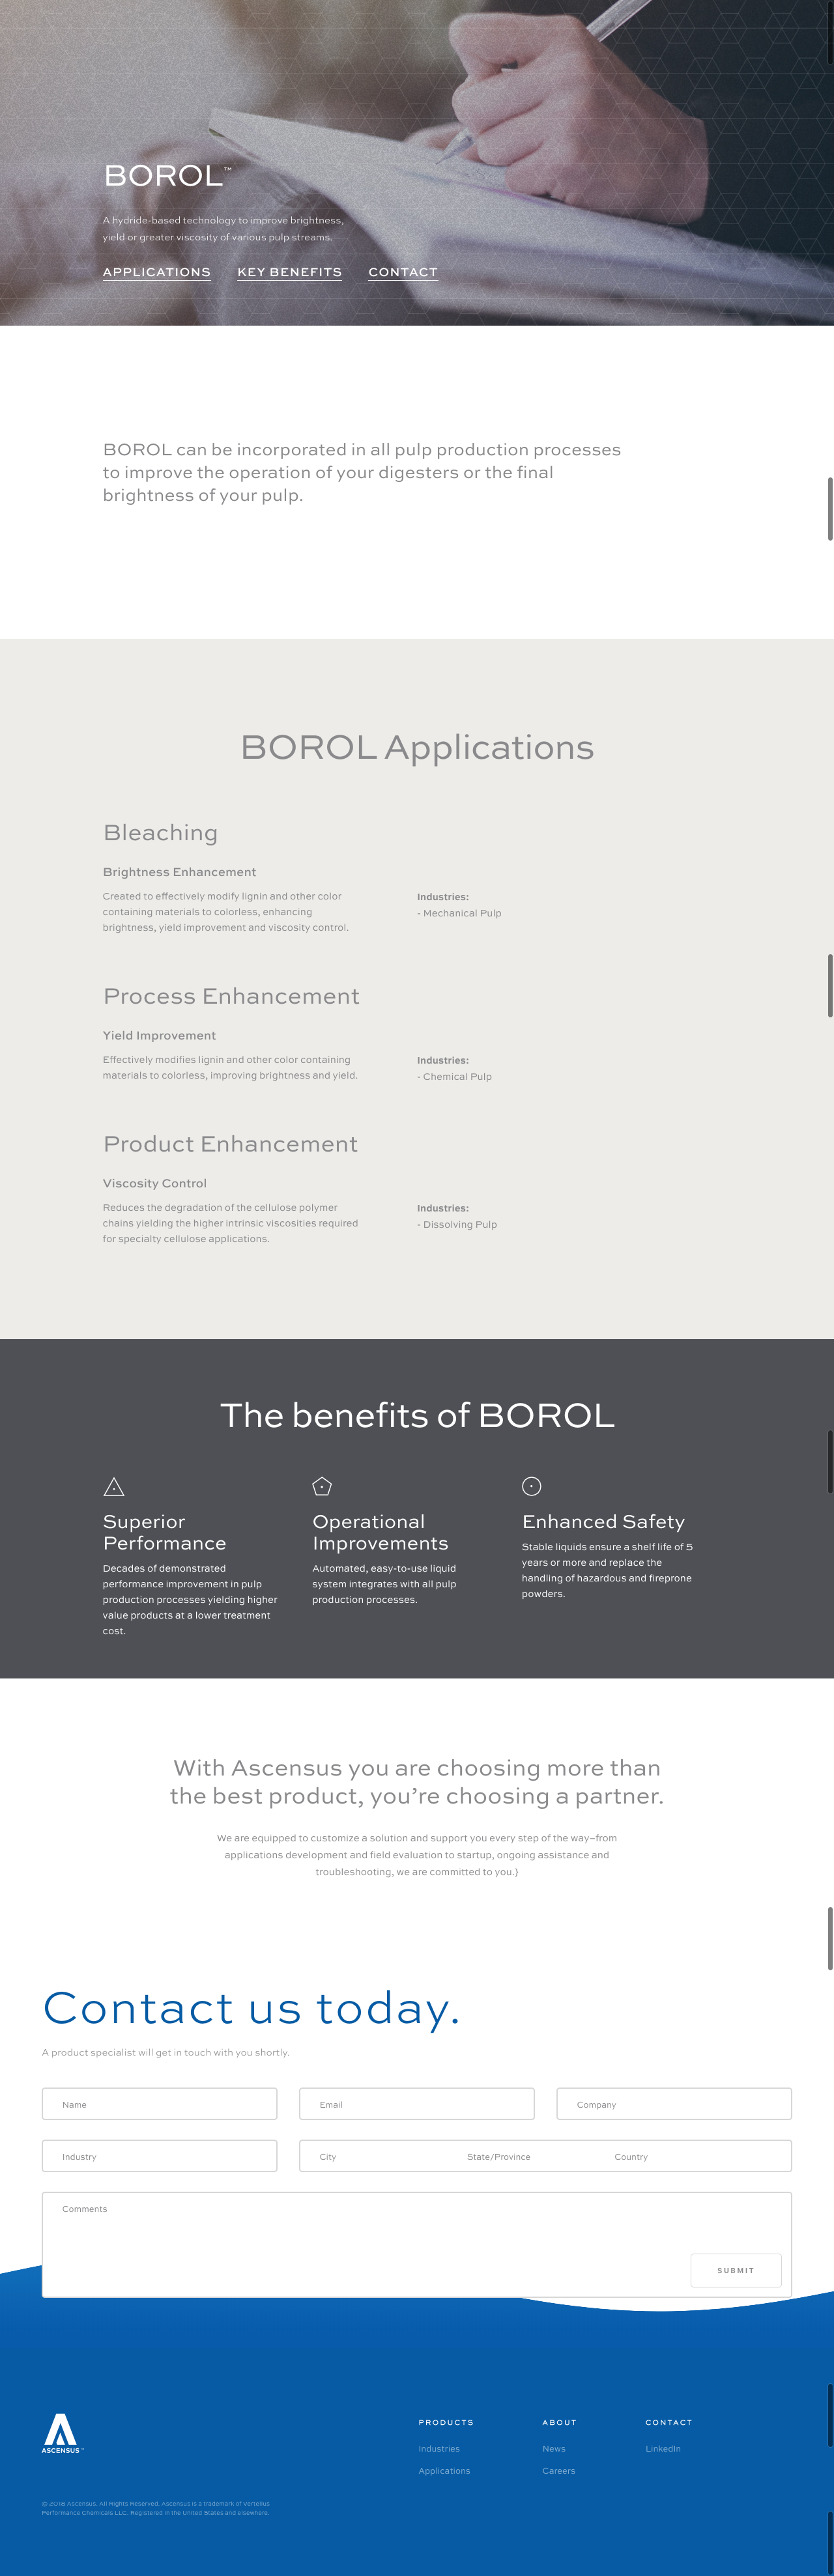 BOROL™
A hydride-based technology to improve brightness,
yield or greater viscosity of various pulp streams.
APPLICATIONS KEY BENEFITS CONTACT
BOROL can be incorporated in all pulp production processes
to improve the operation of your digesters or the final
brightness of your pulp.
BOROL Applications
Bleaching
Brightness Enhancement
Created to effectively modify lignin and other color
containing materials to colorless, enhancing
brightness, yield improvement and viscosity control.
Industries:
- Mechanical Pulp
Process Enhancement
Yield Improvement
Effectively modifies lignin and other color containing
materials to colorless, improving brightness and yield.
Industries:
- Chemical Pulp
Product Enhancement
Viscosity Control
Reduces the degradation of the cellulose polymer
chains yielding the higher intrinsic viscosities required
for specialty cellulose applications.
Industries:
- Dissolving Pulp
The benefits of BOROL
Superior
Performance
Decades of demonstrated
performance improvement in pulp
production processes yielding higher
value products at a lower treatment
cost.
Operational
Improvements
Automated, easy-to-use liquid
system integrates with all pulp
production processes.
Enhanced Safety
Stable liquids ensure a shelf life of 5
years or more and replace the
handling of hazardous and fireprone
powders.
With Ascensus you are choosing more than
the best product, you’re choosing a partner.
We are equipped to customize a solution and support you every step of the way–from
applications development and field evaluation to startup, ongoing assistance and
troubleshooting, we are committed to you.}
Contact us today.
A product specialist will get in touch with you shortly.
Name Email Company
Industry City State/Province Country
Comments
SUBMIT
ASCENSUS™
PRODUCTS
Industries
Applications
ABOUT
News
Careers
CONTACT
LinkedIn
© 2018 Ascensus. All Rights Reserved. Ascensus is a trademark of Vertellus
Performance Chemicals LLC. Registered in the United States and elsewhere.